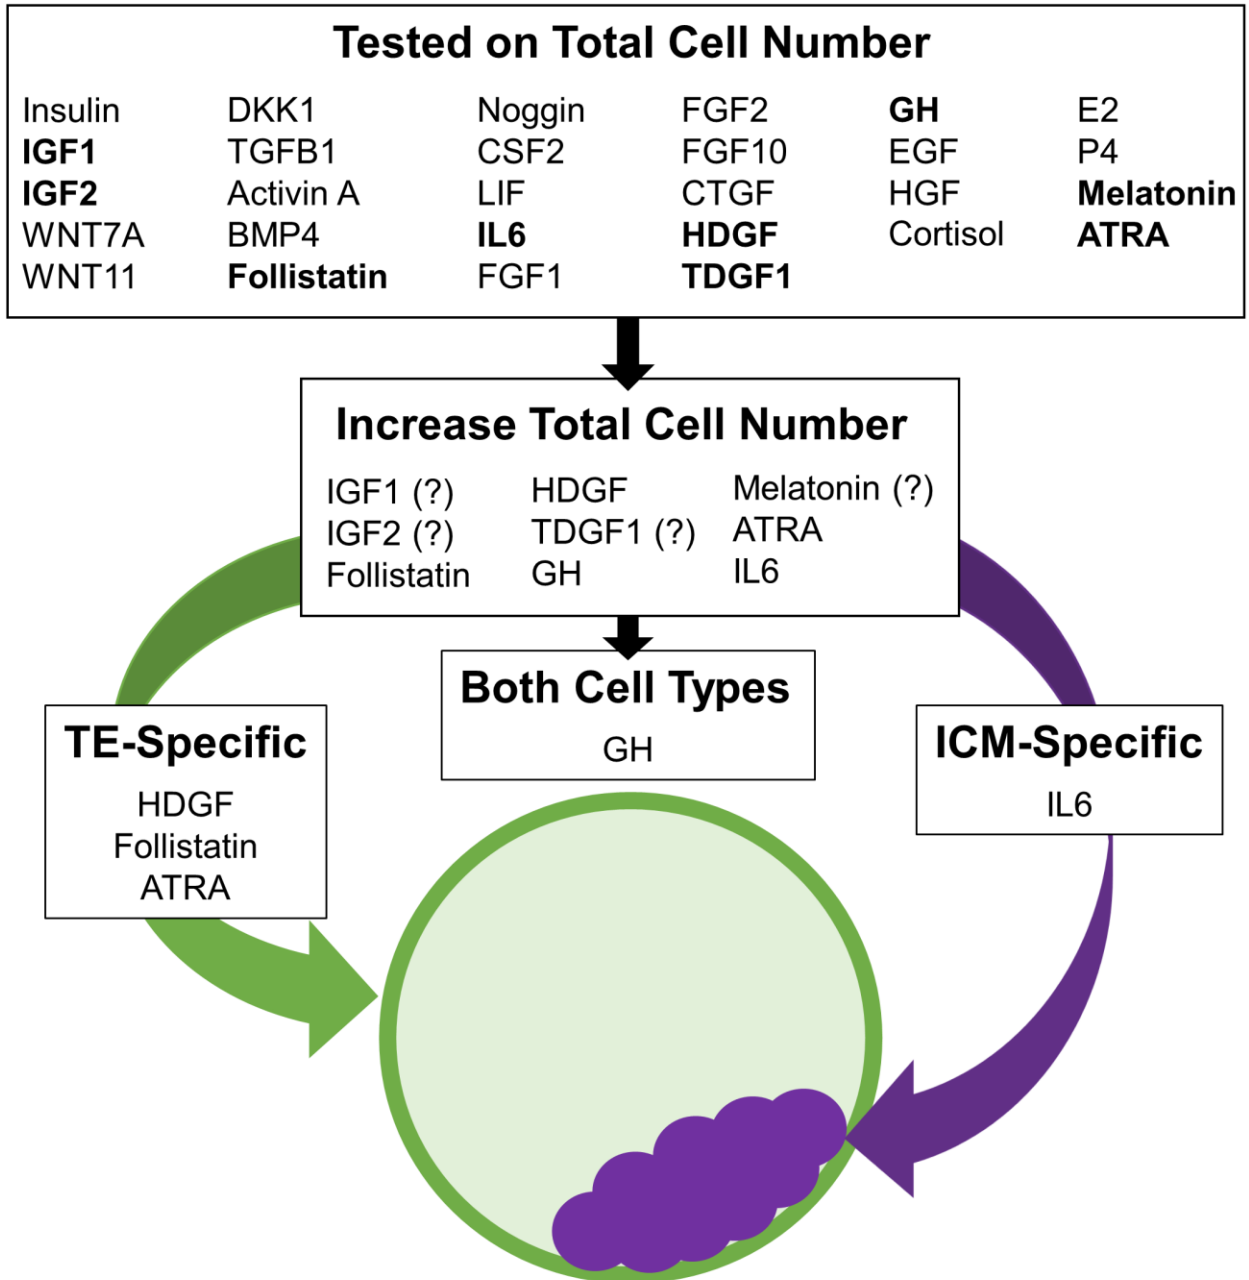 Tested on Total Cell Number
Insulin DKK1 Noggin FGF2 GH E2
IGF1 TGFB1 CSF2 FGF10 EGF P4
IGF2 Activin A LIF CTGF HGF Melatonin
WNT7A BMP4 IL6 HDGF Cortisol ATRA
WNT11 Follistatin FGF1 TDGF1
Increase Total Cell Number
IGF1 (?) HDGF Melatonin (?)
IGF2 (?) TDGF1 (?) ATRA
Follistatin GH IL6
Both Cell Types
GH
TE-Specific
HDGF
Follistatin
ATRA
ICM-Specific
IL6